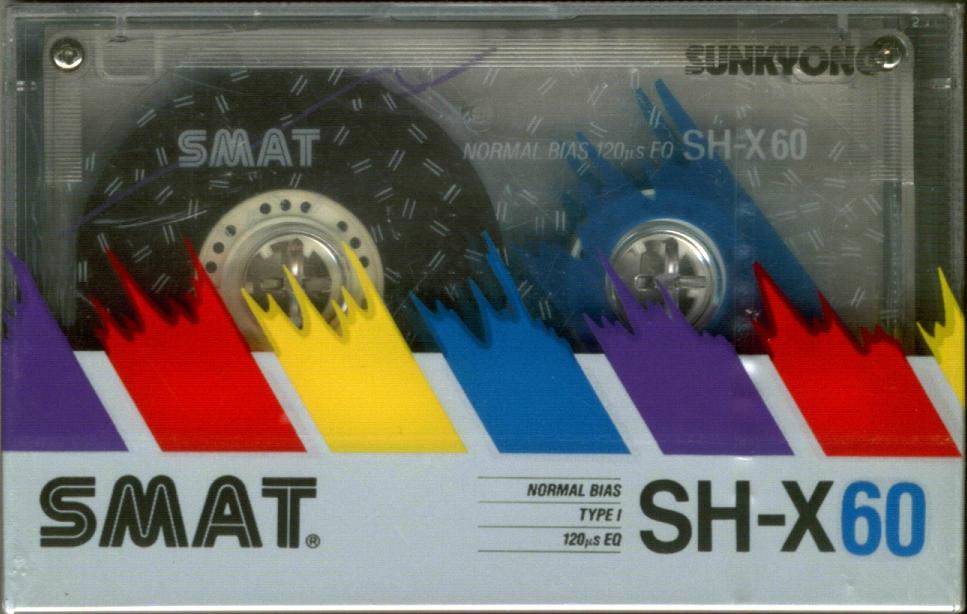 SUNKYONG
SMAT
NORMAL BIAS 120µs EQ SH-X60
SMAT®
NORMAL BIAS
TYPE I
120µs EQ
SH-X60